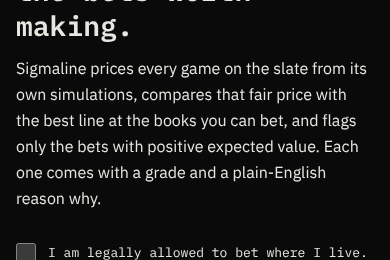 making.
Sigmaline prices every game on the slate from its
own simulations, compares that fair price with
the best line at the books you can bet, and flags
only the bets with positive expected value. Each
one comes with a grade and a plain-English
reason why.
I am legally allowed to bet where I live.